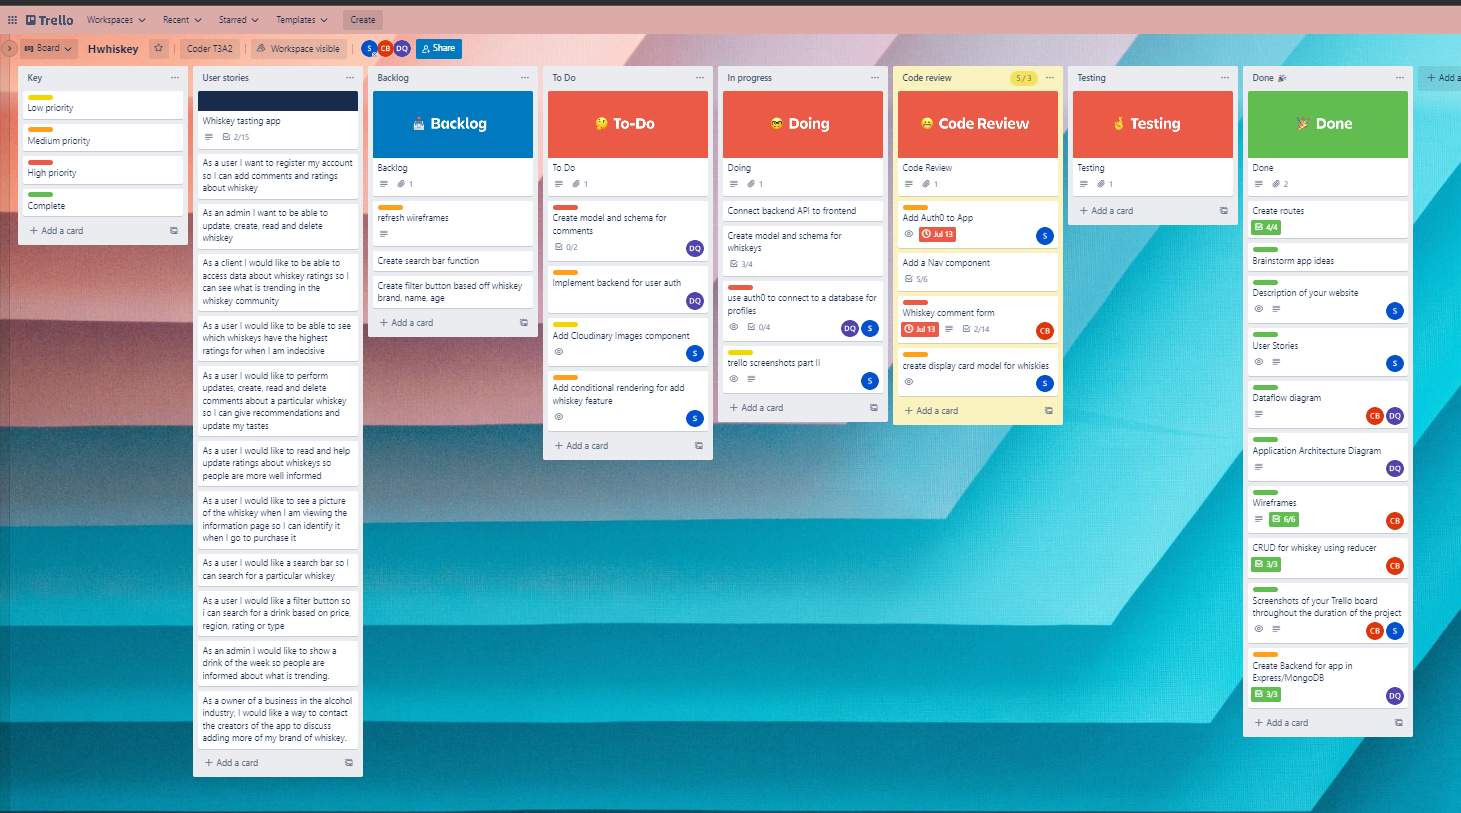 Trello
Workspaces
Recent
Starred
Templates
Create
Board
Hwhiskey
Coder T3A2
Workspace visible
S
CB
DQ
Share
Key
Low priority
Medium priority
High priority
Complete
+ Add a card
User stories
Whiskey tasting app
2/15
As a user I want to register my account
so I can add comments and ratings
about whiskey
As an admin I want to be able to
update, create, read and delete
whiskey
As a client I would like to be able to
access data about whiskey ratings so I
can see what is trending in the
whiskey community
As a user I would like to be able to see
which whiskeys have the highest
ratings for when I am indecisive
As a user I would like to perform
updates, create, read and delete
comments about a particular whiskey
so I can give recommendations and
update my tastes
As a user I would like to read and help
update ratings about whiskeys so
people are more well informed
As a user I would like to see a picture
of the whiskey when I am viewing the
information page so I can identify it
when I go to purchase it
As a user I would like a search bar so I
can search for a particular whiskey
As a user I would like a filter button so
i can search for a drink based on price,
region, rating or type
As an admin I would like to show a
drink of the week so people are
informed about what is trending.
As a owner of a business in the alcohol
industry, I would like a way to contact
the creators of the app to discuss
adding more of my brand of whiskey.
+ Add a card
Backlog
Backlog
Backlog
1
refresh wireframes
Create search bar function
Create filter button based off whiskey
brand, name, age
+ Add a card
To Do
To-Do
To Do
1
Create model and schema for
comments
0/2
DQ
Implement backend for user auth
DQ
Add Cloudinary Images component
S
Add conditional rendering for add
whiskey feature
S
+ Add a card
In progress
Doing
Doing
1
Connect backend API to frontend
Create model and schema for
whiskeys
3/4
use auth0 to connect to a database for
profiles
0/4
DQ
S
trello screenshots part II
S
+ Add a card
Code review
5 / 3
Code Review
Code Review
1
Add Auth0 to App
Jul 13
S
Add a Nav component
5/6
Whiskey comment form
Jul 13
2/14
CB
create display card model for whiskies
S
+ Add a card
Testing
Testing
Testing
1
+ Add a card
Done 🎉
Done
Done
2
Create routes
4/4
Brainstorm app ideas
Description of your website
S
User Stories
S
Dataflow diagram
CB
DQ
Application Architecture Diagram
DQ
Wireframes
6/6
CB
CRUD for whiskey using reducer
3/3
CB
Screenshots of your Trello board
throughout the duration of the project
CB
S
Create Backend for app in
Express/MongoDB
3/3
DQ
+ Add a card
+ Add a